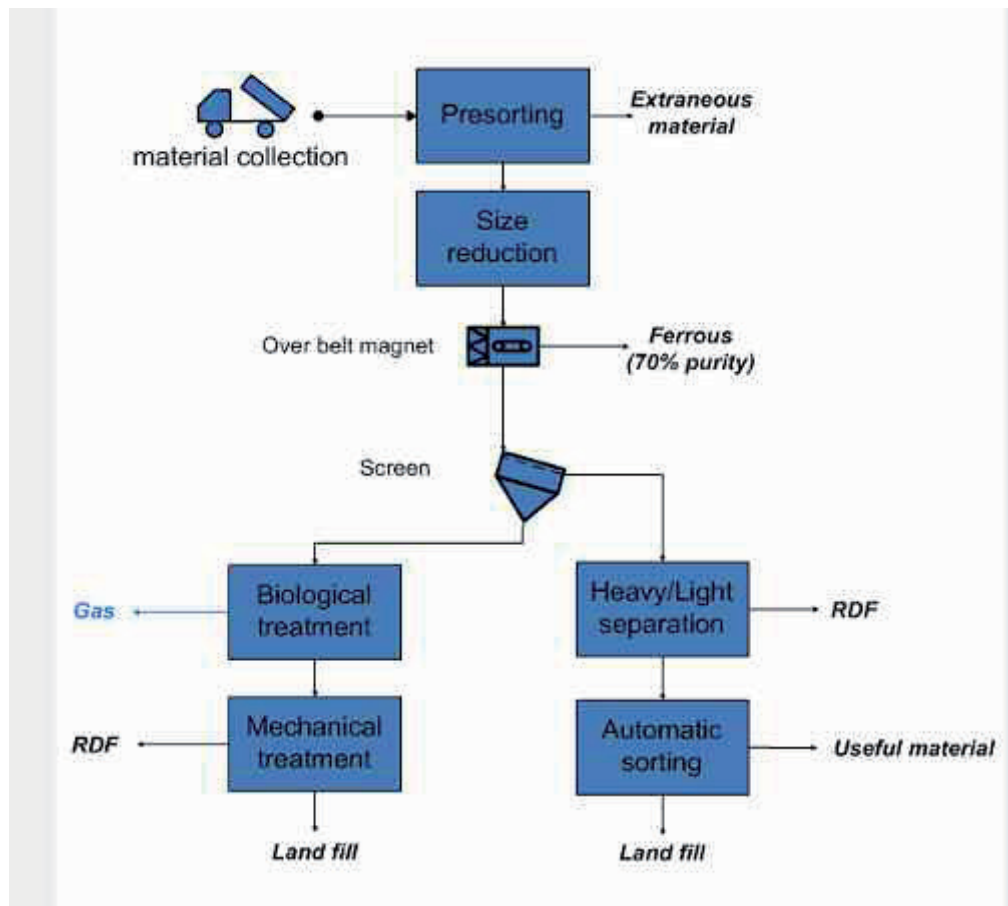 Presorting
Extraneous
material
material collection
Size
reduction
Over belt magnet
Ferrous
(70% purity)
Screen
Gas
Biological
treatment
Heavy/Light
separation
RDF
RDF
Mechanical
treatment
Automatic
sorting
Useful material
Land fill
Land fill